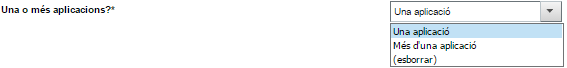 Una o més aplicacions?* Una aplicació
Una aplicació
Més d'una aplicació
(esborrar)